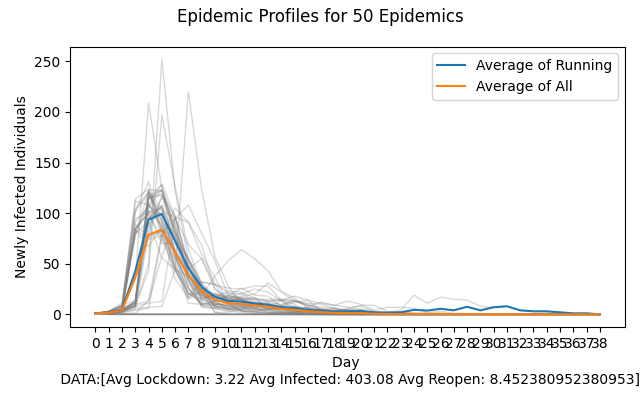 Epidemic Profiles for 50 Epidemics
250
200
150
100
50
0
Newly Infected Individuals
Average of Running
Average of All
0 1 2 3 4 5 6 7 8 9 10 11 12 13 14 15 16 17 18 19 20 21 22 23 24 25 26 27 28 29 30 31 32 33 34 35 36 37 38
Day
DATA:[Avg Lockdown: 3.22 Avg Infected: 403.08 Avg Reopen: 8.452380952380953]